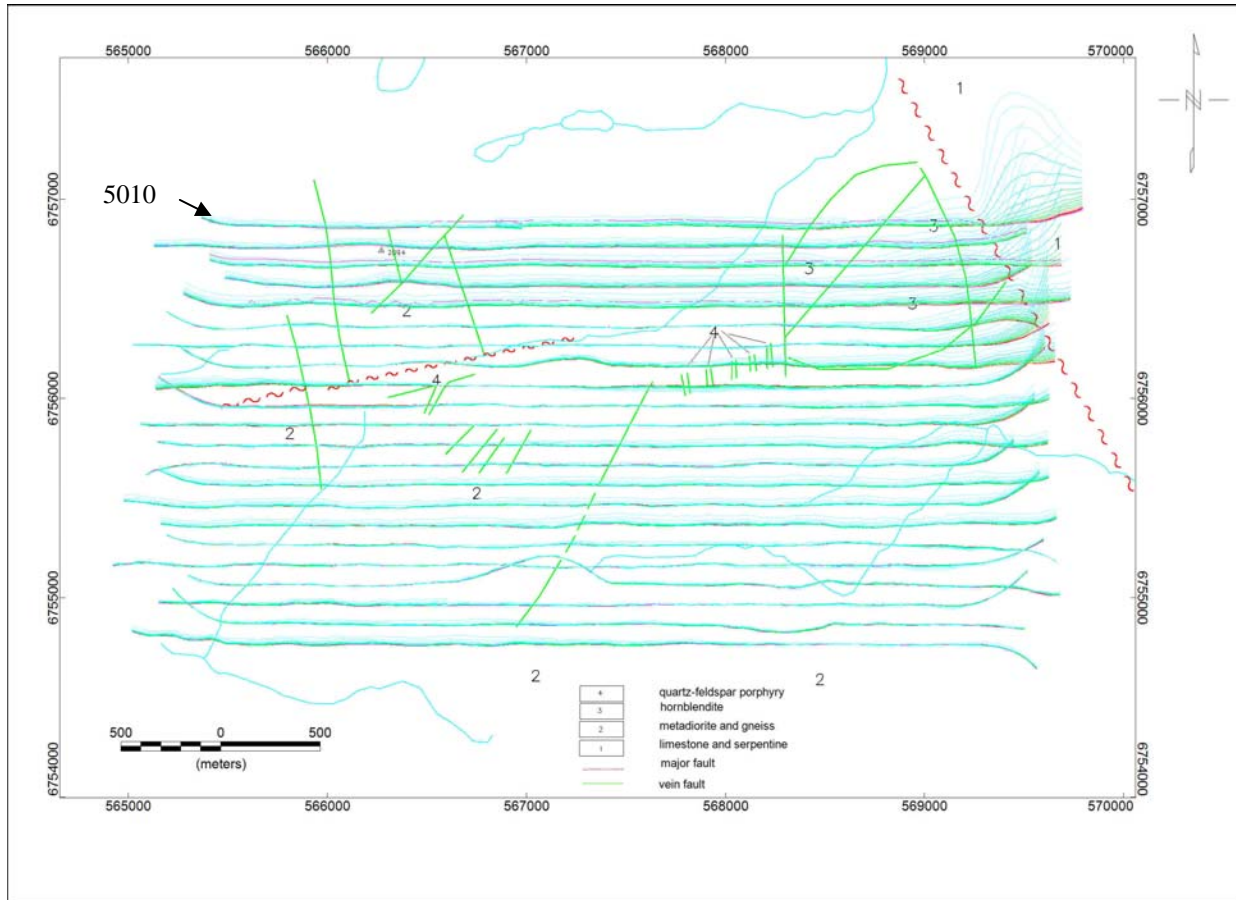 565000 566000 567000 568000 569000 570000
1
N
5010
6757000
6757000
3
1
2094
3
2
3
4
6756000
6756000
4
2
2
6755000
6755000
2
2
4 quartz-feldspar porphyry
3 hornblendite
2 metadiorite and gneiss
1 limestone and serpentine
major fault
vein fault
500 0 500
(meters)
6754000
6754000
565000 566000 567000 568000 569000 570000